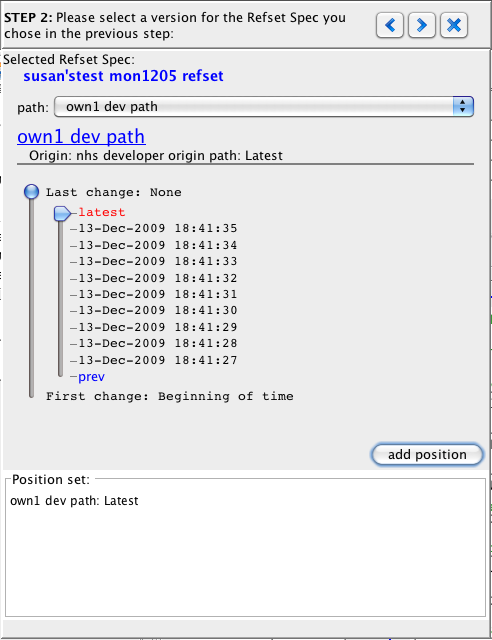 STEP 2: Please select a version for the Refset Spec you
chose in the previous step:
Selected Refset Spec:
susan'stest mon1205 refset
path: own1 dev path
own1 dev path
Origin: nhs developer origin path: Latest
Last change: None
latest
13-Dec-2009 18:41:35
13-Dec-2009 18:41:34
13-Dec-2009 18:41:33
13-Dec-2009 18:41:32
13-Dec-2009 18:41:31
13-Dec-2009 18:41:30
13-Dec-2009 18:41:29
13-Dec-2009 18:41:28
13-Dec-2009 18:41:27
prev
First change: Beginning of time
add position
Position set:
own1 dev path: Latest